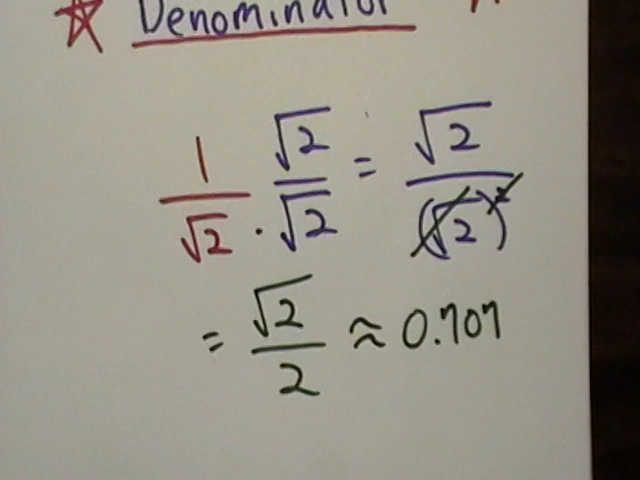 Denominator
1/√2 · √2/√2 = √2/(√2)²
= √2/2 ≈ 0.707